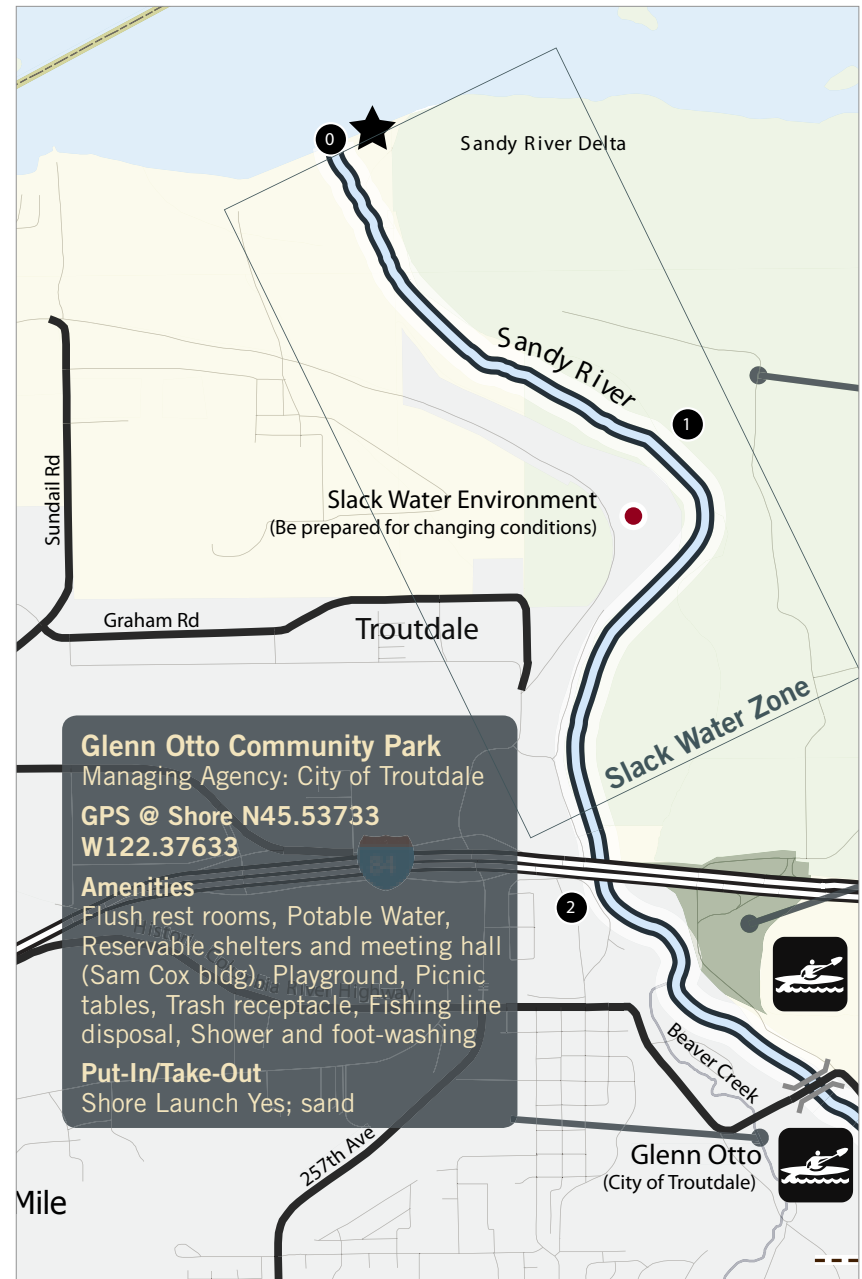 0
Sandy River Delta
Sandy River
1
Slack Water Environment
(Be prepared for changing conditions)
Sundail Rd
Graham Rd
Troutdale
Slack Water Zone
Glenn Otto Community Park
Managing Agency: City of Troutdale
GPS @ Shore N45.53733
W122.37633
Amenities
Flush rest rooms, Potable Water,
Reservable shelters and meeting hall
(Sam Cox bldg), Playground, Picnic
tables, Trash receptacle, Fishing line
disposal, Shower and foot-washing
Put-In/Take-Out
Shore Launch Yes; sand
84
Historic Columbia River Highway
2
Beaver Creek
Glenn Otto
(City of Troutdale)
257th Ave
Mile